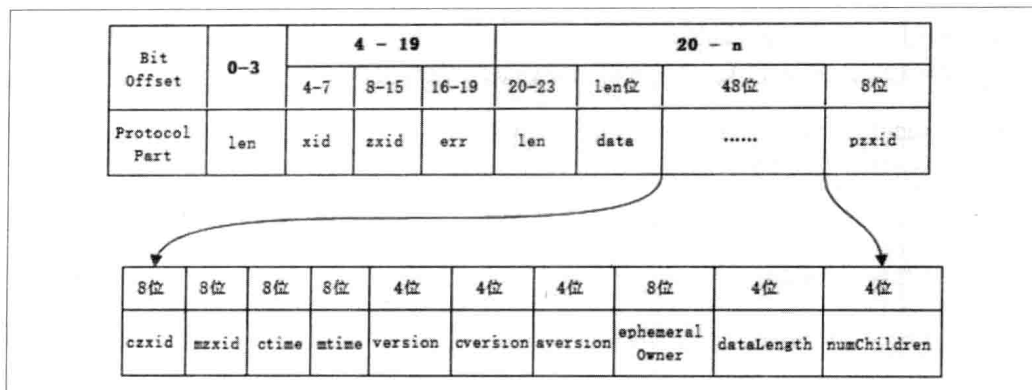 Bit Offset 0-3 4 - 19 20 - n
4-7 8-15 16-19 20-23 len位 48位 8位
Protocol Part len xid zxid err len data ...... pzxid
8位 8位 8位 8位 4位 4位 4位 8位 4位 4位
czxid mzxid ctime mtime version cversion aversion ephemeral Owner dataLength numChildren